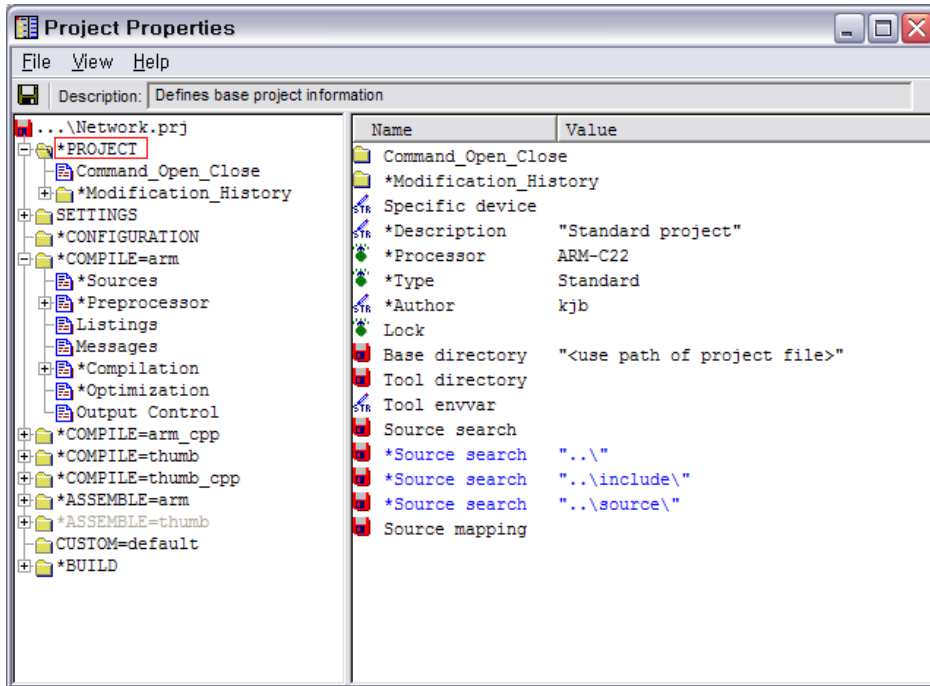 Project Properties
File View Help
Description: Defines base project information
...\Network.prj
*PROJECT
Command_Open_Close
*Modification_History
SETTINGS
*CONFIGURATION
*COMPILE=arm
*Sources
*Preprocessor
Listings
Messages
*Compilation
*Optimization
Output Control
*COMPILE=arm_cpp
*COMPILE=thumb
*COMPILE=thumb_cpp
*ASSEMBLE=arm
*ASSEMBLE=thumb
CUSTOM=default
*BUILD
Name Value
Command_Open_Close
*Modification_History
STR Specific device
STR *Description "Standard project"
*Processor ARM-C22
*Type Standard
STR *Author kjb
Lock
Base directory "<use path of project file>"
Tool directory
STR Tool envvar
Source search
*Source search "..\"
*Source search "..\include\"
*Source search "..\source\"
Source mapping